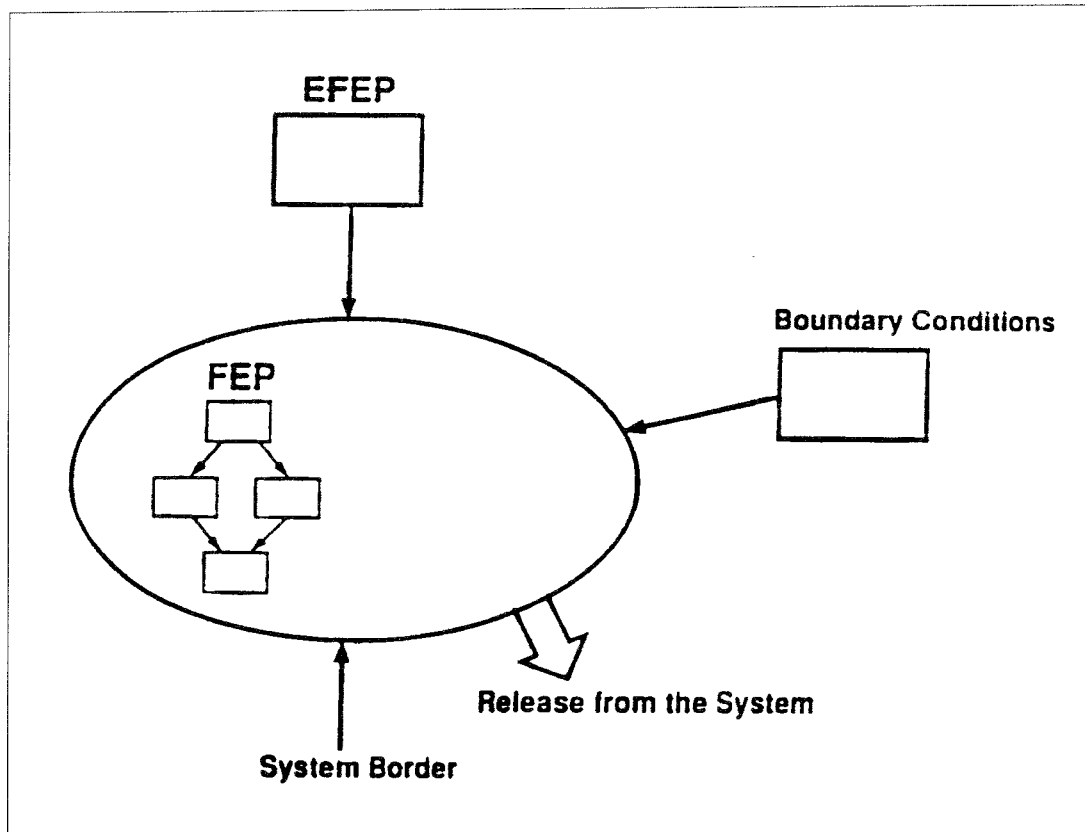 EFEP
Boundary Conditions
FEP
Release from the System
System Border